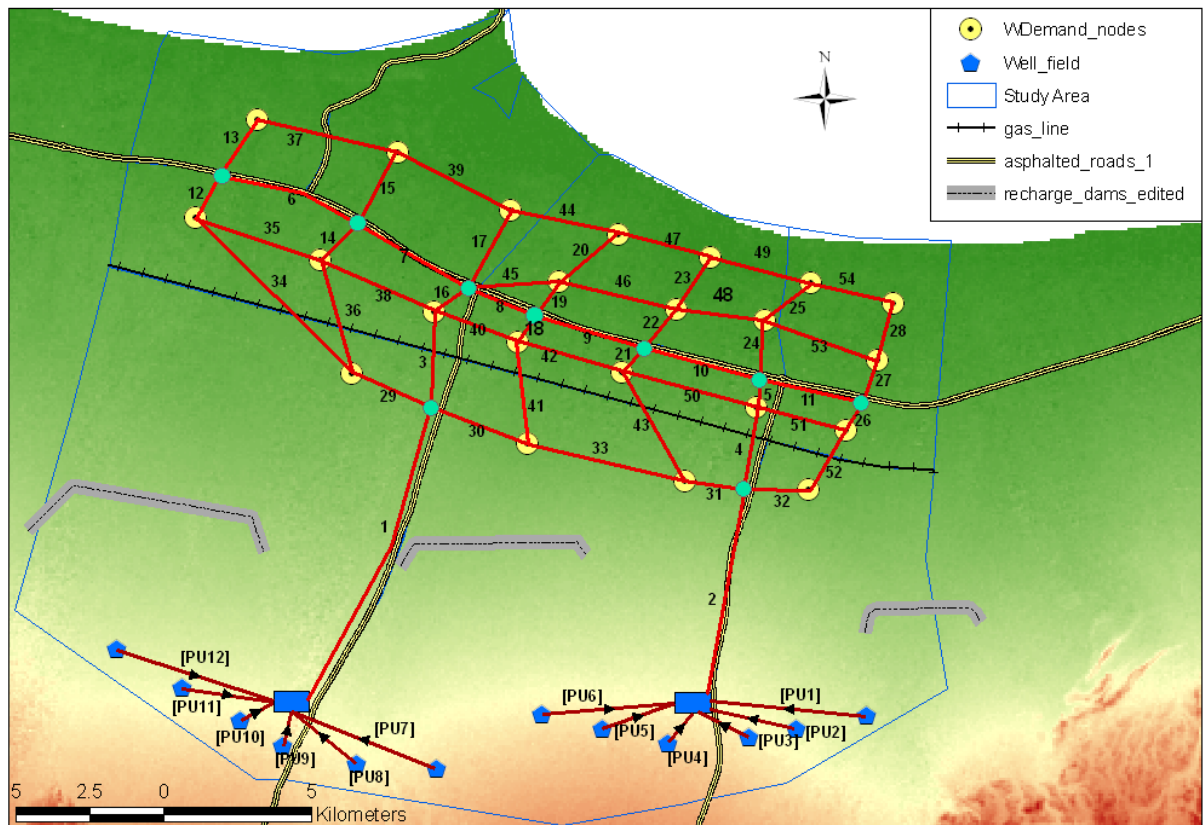 N
WDemand_nodes
Well_field
Study Area
gas_line
asphalted_roads_1
recharge_dams_edited
13
37
12
15
39
6
35
14
7
17
44
20
47
49
54
34
36
38
16
45
8
19
46
23
48
25
28
3
40
18
9
22
24
53
42
21
10
5
11
27
29
41
43
50
51
26
30
33
4
52
31
32
1
2
[PU12]
[PU11]
[PU10]
[PU9]
[PU8]
[PU7]
[PU6]
[PU5]
[PU4]
[PU3]
[PU2]
[PU1]
5 2.5 0 5
Kilometers